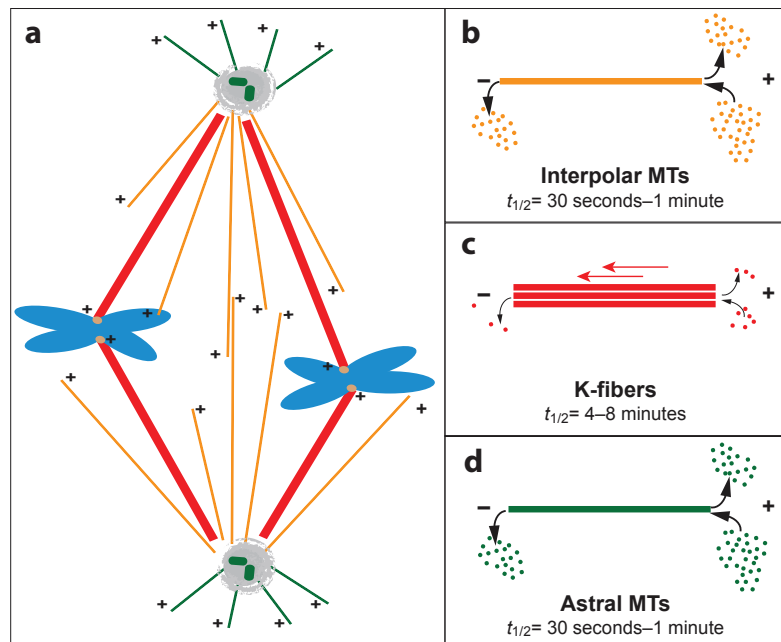 a
+ + + +
+ +
+ + + + +
+ + +
+ + + +
+ + + +
b
− +
Interpolar MTs
t1/2= 30 seconds–1 minute
c
− +
K-fibers
t1/2= 4–8 minutes
d
− +
Astral MTs
t1/2= 30 seconds–1 minute